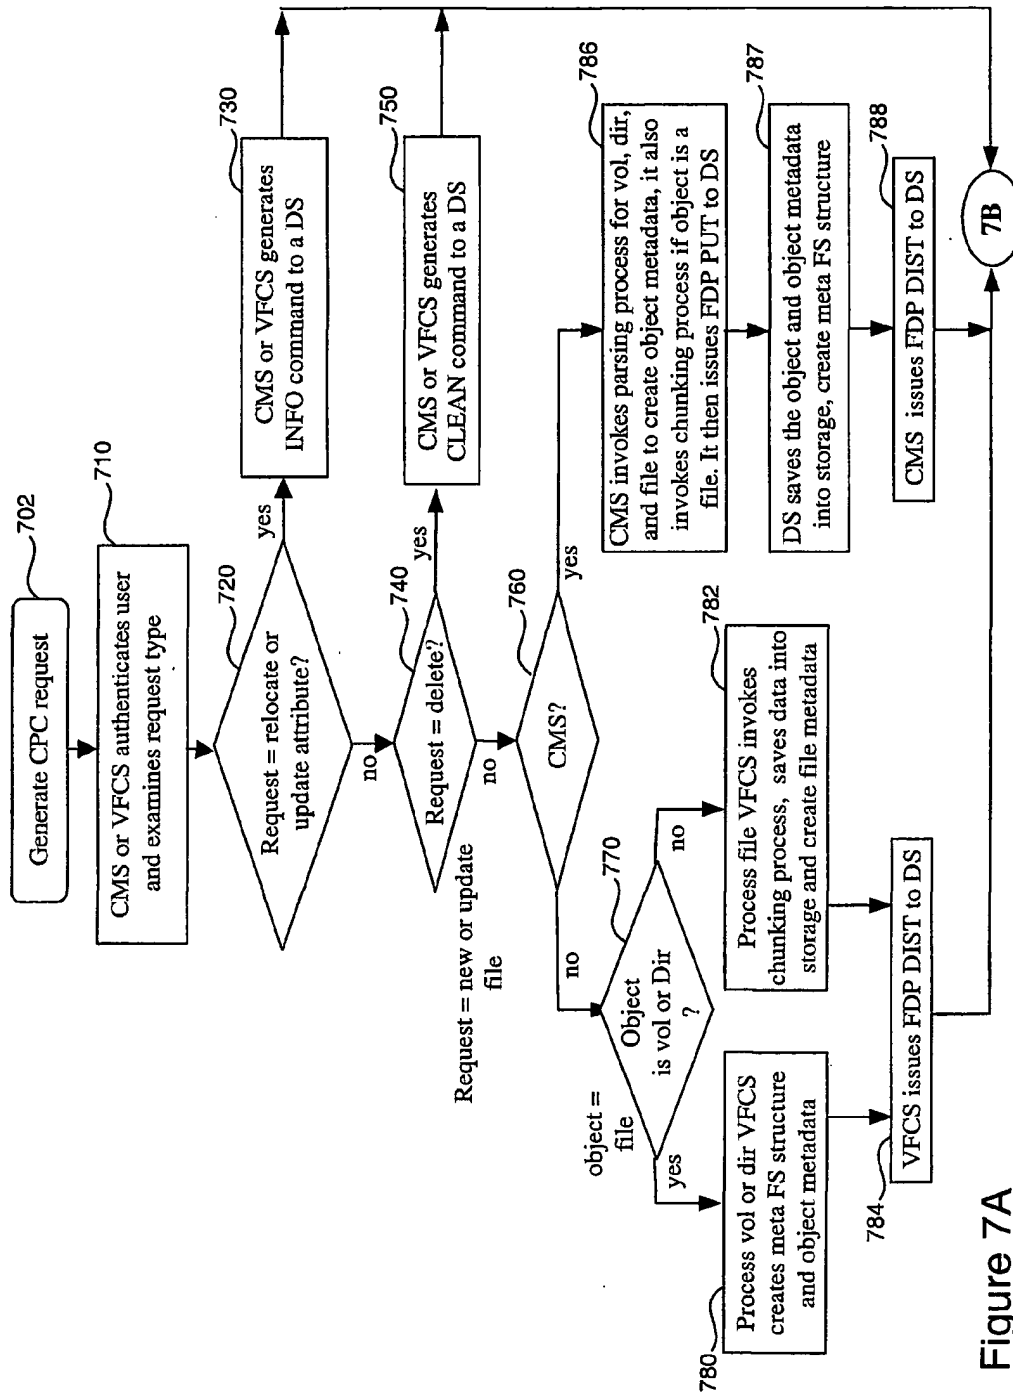 702
Generate CPC request
710
CMS or VFCS authenticates user
and examines request type
720
Request = relocate or
update attribute?
yes
730
CMS or VFCS generates
INFO command to a DS
no
740
Request = delete?
yes
750
CMS or VFCS generates
CLEAN command to a DS
Request = new or update
file
no
760
CMS?
yes
no
786
CMS invokes parsing process for vol, dir,
and file to create object metadata, it also
invokes chunking process if object is a
file. It then issues FDP PUT to DS
787
DS saves the object and object metadata
into storage, create meta FS structure
788
CMS issues FDP DIST to DS
770
Object
is vol or Dir
?
object =
file
yes
no
780
Process vol or dir VFCS
creates meta FS structure
and object metadata
782
Process file VFCS invokes
chunking process, saves data into
storage and create file metadata
784
VFCS issues FDP DIST to DS
7B
Figure 7A